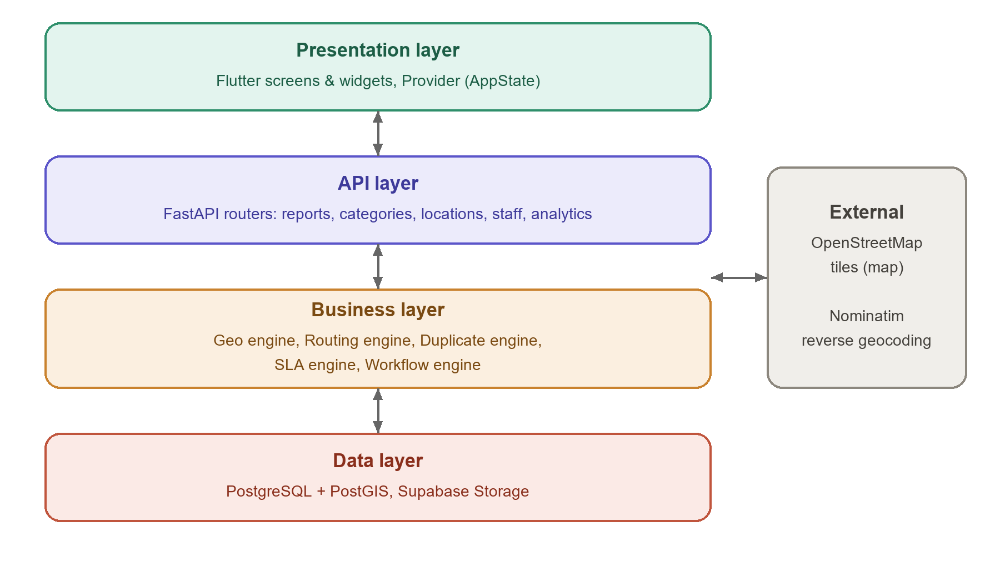 Presentation layer
Flutter screens & widgets, Provider (AppState)
API layer
FastAPI routers: reports, categories, locations, staff, analytics
Business layer
Geo engine, Routing engine, Duplicate engine,
SLA engine, Workflow engine
Data layer
PostgreSQL + PostGIS, Supabase Storage
External
OpenStreetMap
tiles (map)
Nominatim
reverse geocoding